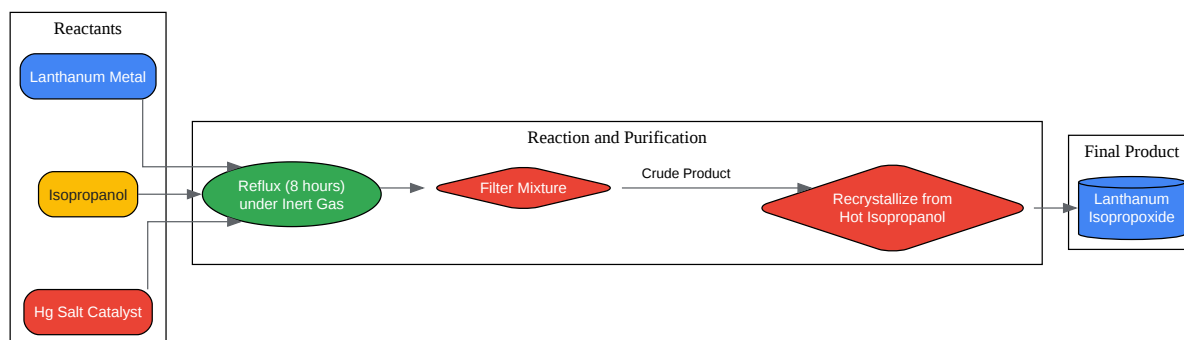 Reactants
Lanthanum Metal
Isopropanol
Hg Salt Catalyst
Reaction and Purification
Reflux (8 hours)
under Inert Gas
Filter Mixture
Crude Product
Recrystallize from
Hot Isopropanol
Final Product
Lanthanum
Isopropoxide